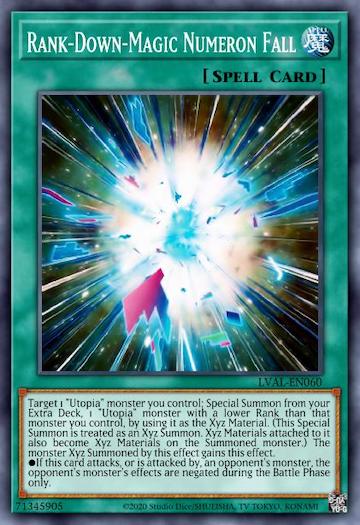 Rank-Down-Magic Numeron Fall
魔
[Spell Card]
LVAL-EN060
Target 1 "Utopia" monster you control; Special Summon from your
Extra Deck, 1 "Utopia" monster with a lower Rank than that
monster you control, by using it as the Xyz Material. (This Special
Summon is treated as an Xyz Summon. Xyz Materials attached to it
also become Xyz Materials on the Summoned monster.) The
monster Xyz Summoned by this effect gains this effect.
●If this card attacks, or is attacked by, an opponent's monster, the
opponent's monster's effects are negated during the Battle Phase
only.
71345905
©2020 Studio Dice/SHUEISHA, TV TOKYO, KONAMI